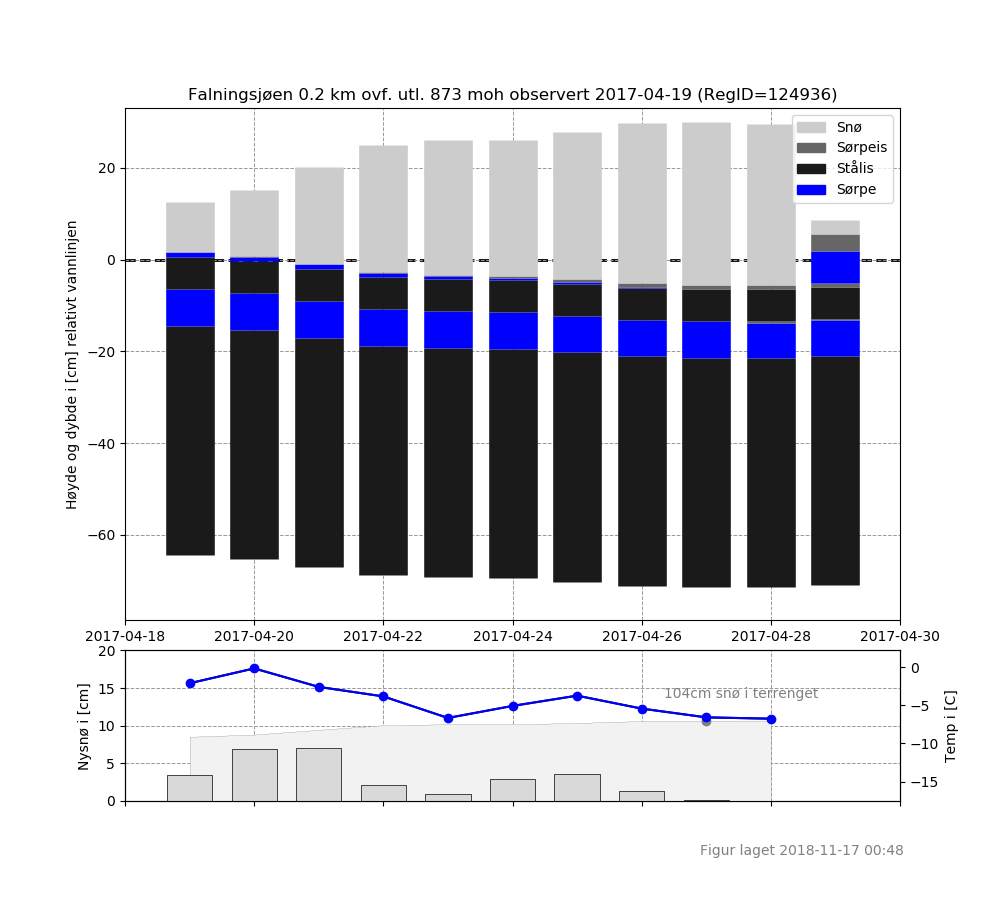 Falningsjøen 0.2 km ovf. utl. 873 moh observert 2017-04-19 (RegID=124936)
Snø
Sørpeis
Stålis
Sørpe
Høyde og dybde i [cm] relativt vannlinjen
20
0
−20
−40
−60
2017-04-18 2017-04-20 2017-04-22 2017-04-24 2017-04-26 2017-04-28 2017-04-30
Nysnø i [cm]
20
15
10
5
0
104cm snø i terrenget
0
−5
−10
−15
Temp i [C]
Figur laget 2018-11-17 00:48